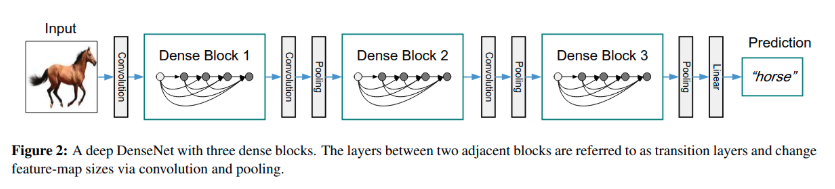 Input
Prediction
Convolution
Dense Block 1
Convolution
Pooling
Dense Block 2
Convolution
Pooling
Dense Block 3
Pooling
Linear
"horse"
Figure 2: A deep DenseNet with three dense blocks. The layers between two adjacent blocks are referred to as transition layers and change
feature-map sizes via convolution and pooling.